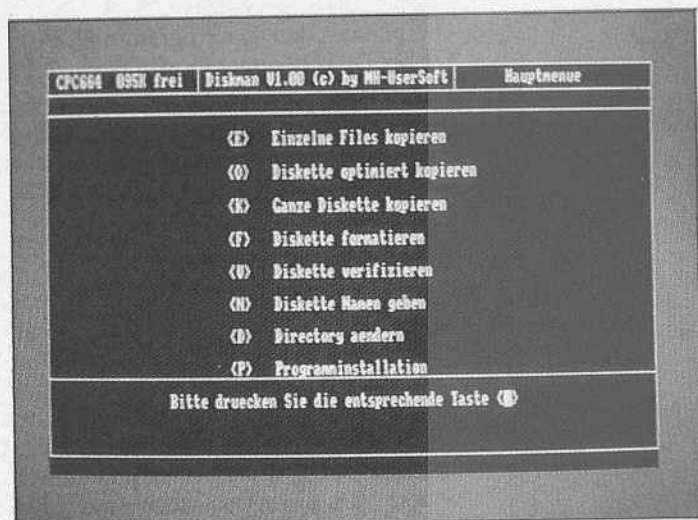 CPC664 095K frei Diskman V1.00 (c) by MH-UserSoft Hauptmenue
<E> Einzelne Files kopieren
<O> Diskette optimiert kopieren
<K> Ganze Diskette kopieren
<F> Diskette formatieren
<V> Diskette verifizieren
<N> Diskette Namen geben
<D> Directory aendern
<P> Programminstallation
Bitte druecken Sie die entsprechende Taste < >